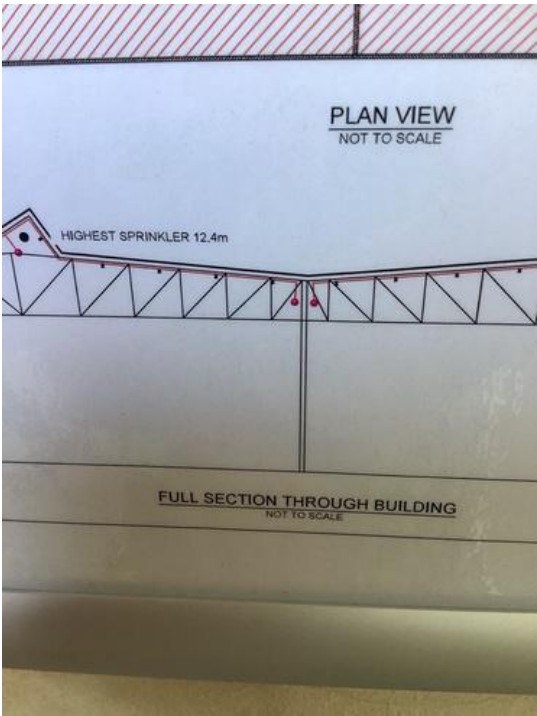 PLAN VIEW
NOT TO SCALE
HIGHEST SPRINKLER 12.4m
FULL SECTION THROUGH BUILDING
NOT TO SCALE